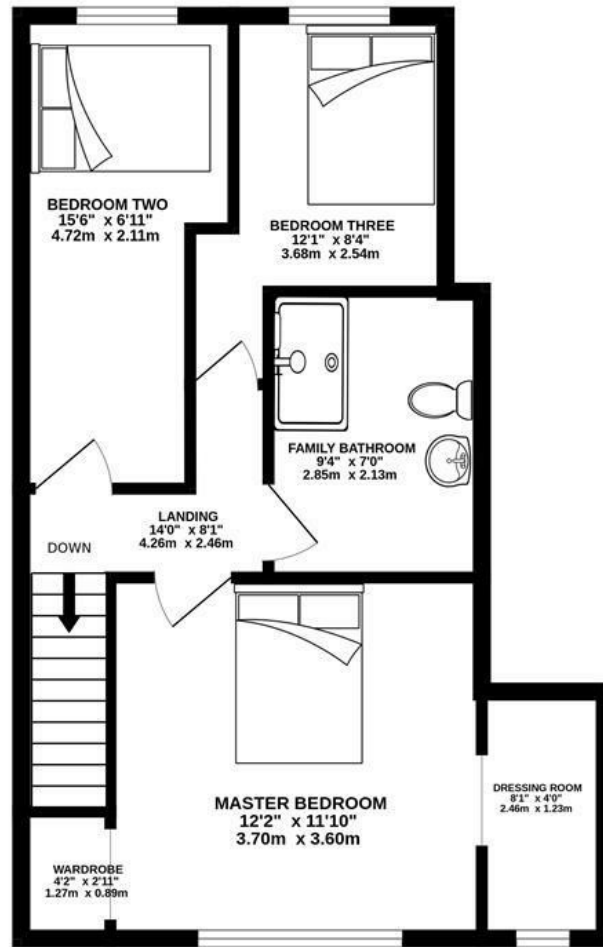 BEDROOM TWO
15'6" x 6'11"
4.72m x 2.11m
BEDROOM THREE
12'1" x 8'4"
3.68m x 2.54m
FAMILY BATHROOM
9'4" x 7'0"
2.85m x 2.13m
LANDING
14'0" x 8'1"
4.26m x 2.46m
DOWN
MASTER BEDROOM
12'2" x 11'10"
3.70m x 3.60m
DRESSING ROOM
8'1" x 4'0"
2.46m x 1.23m
WARDROBE
4'2" x 2'11"
1.27m x 0.89m